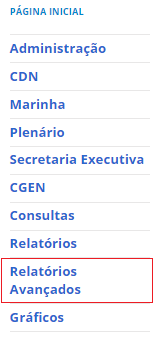 PÁGINA INICIAL
Administração
CDN
Marinha
Plenário
Secretaria Executiva
CGEN
Consultas
Relatórios
Relatórios
Avançados
Gráficos